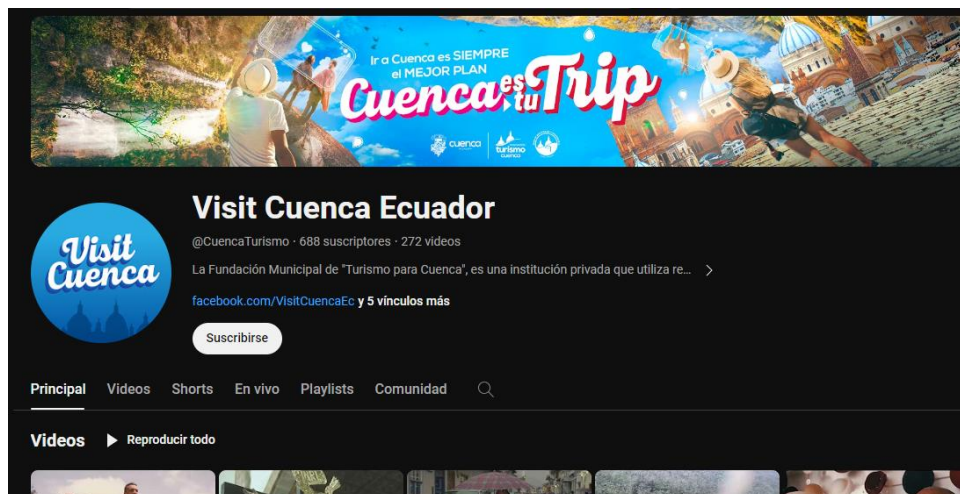 Ir a Cuenca es SIEMPRE
el MEJOR PLAN
Cuenca es tu Trip
cuenca
turismo
CUENCA
Visit Cuenca
Visit Cuenca Ecuador
@CuencaTurismo · 688 suscriptores · 272 videos
La Fundación Municipal de "Turismo para Cuenca", es una institución privada que utiliza re...
facebook.com/VisitCuencaEc y 5 vínculos más
Suscribirse
Principal Videos Shorts En vivo Playlists Comunidad
Videos Reproducir todo